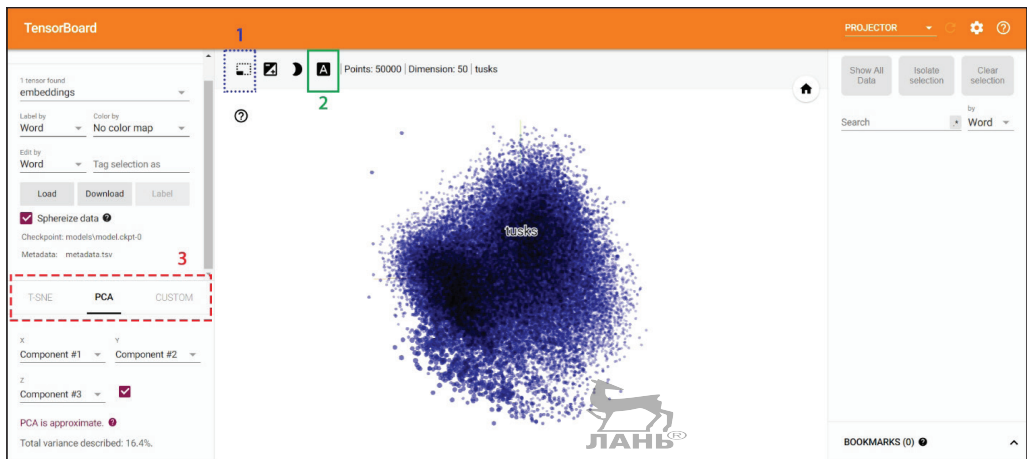 TensorBoard
PROJECTOR
1
A
Points: 50000 | Dimension: 50 | tusks
2
1 tensor found
embeddings
Label by
Word
Color by
No color map
Edit by
Word
Tag selection as
Load
Download
Label
Sphereize data
Checkpoint: models\model.ckpt-0
Metadata: metadata.tsv
3
T-SNE
PCA
CUSTOM
X
Component #1
Y
Component #2
Z
Component #3
PCA is approximate.
Total variance described: 16.4%.
tusks
ЛАНЬ®
Show All
Data
Isolate
selection
Clear
selection
Search
.*
by
Word
BOOKMARKS (0)